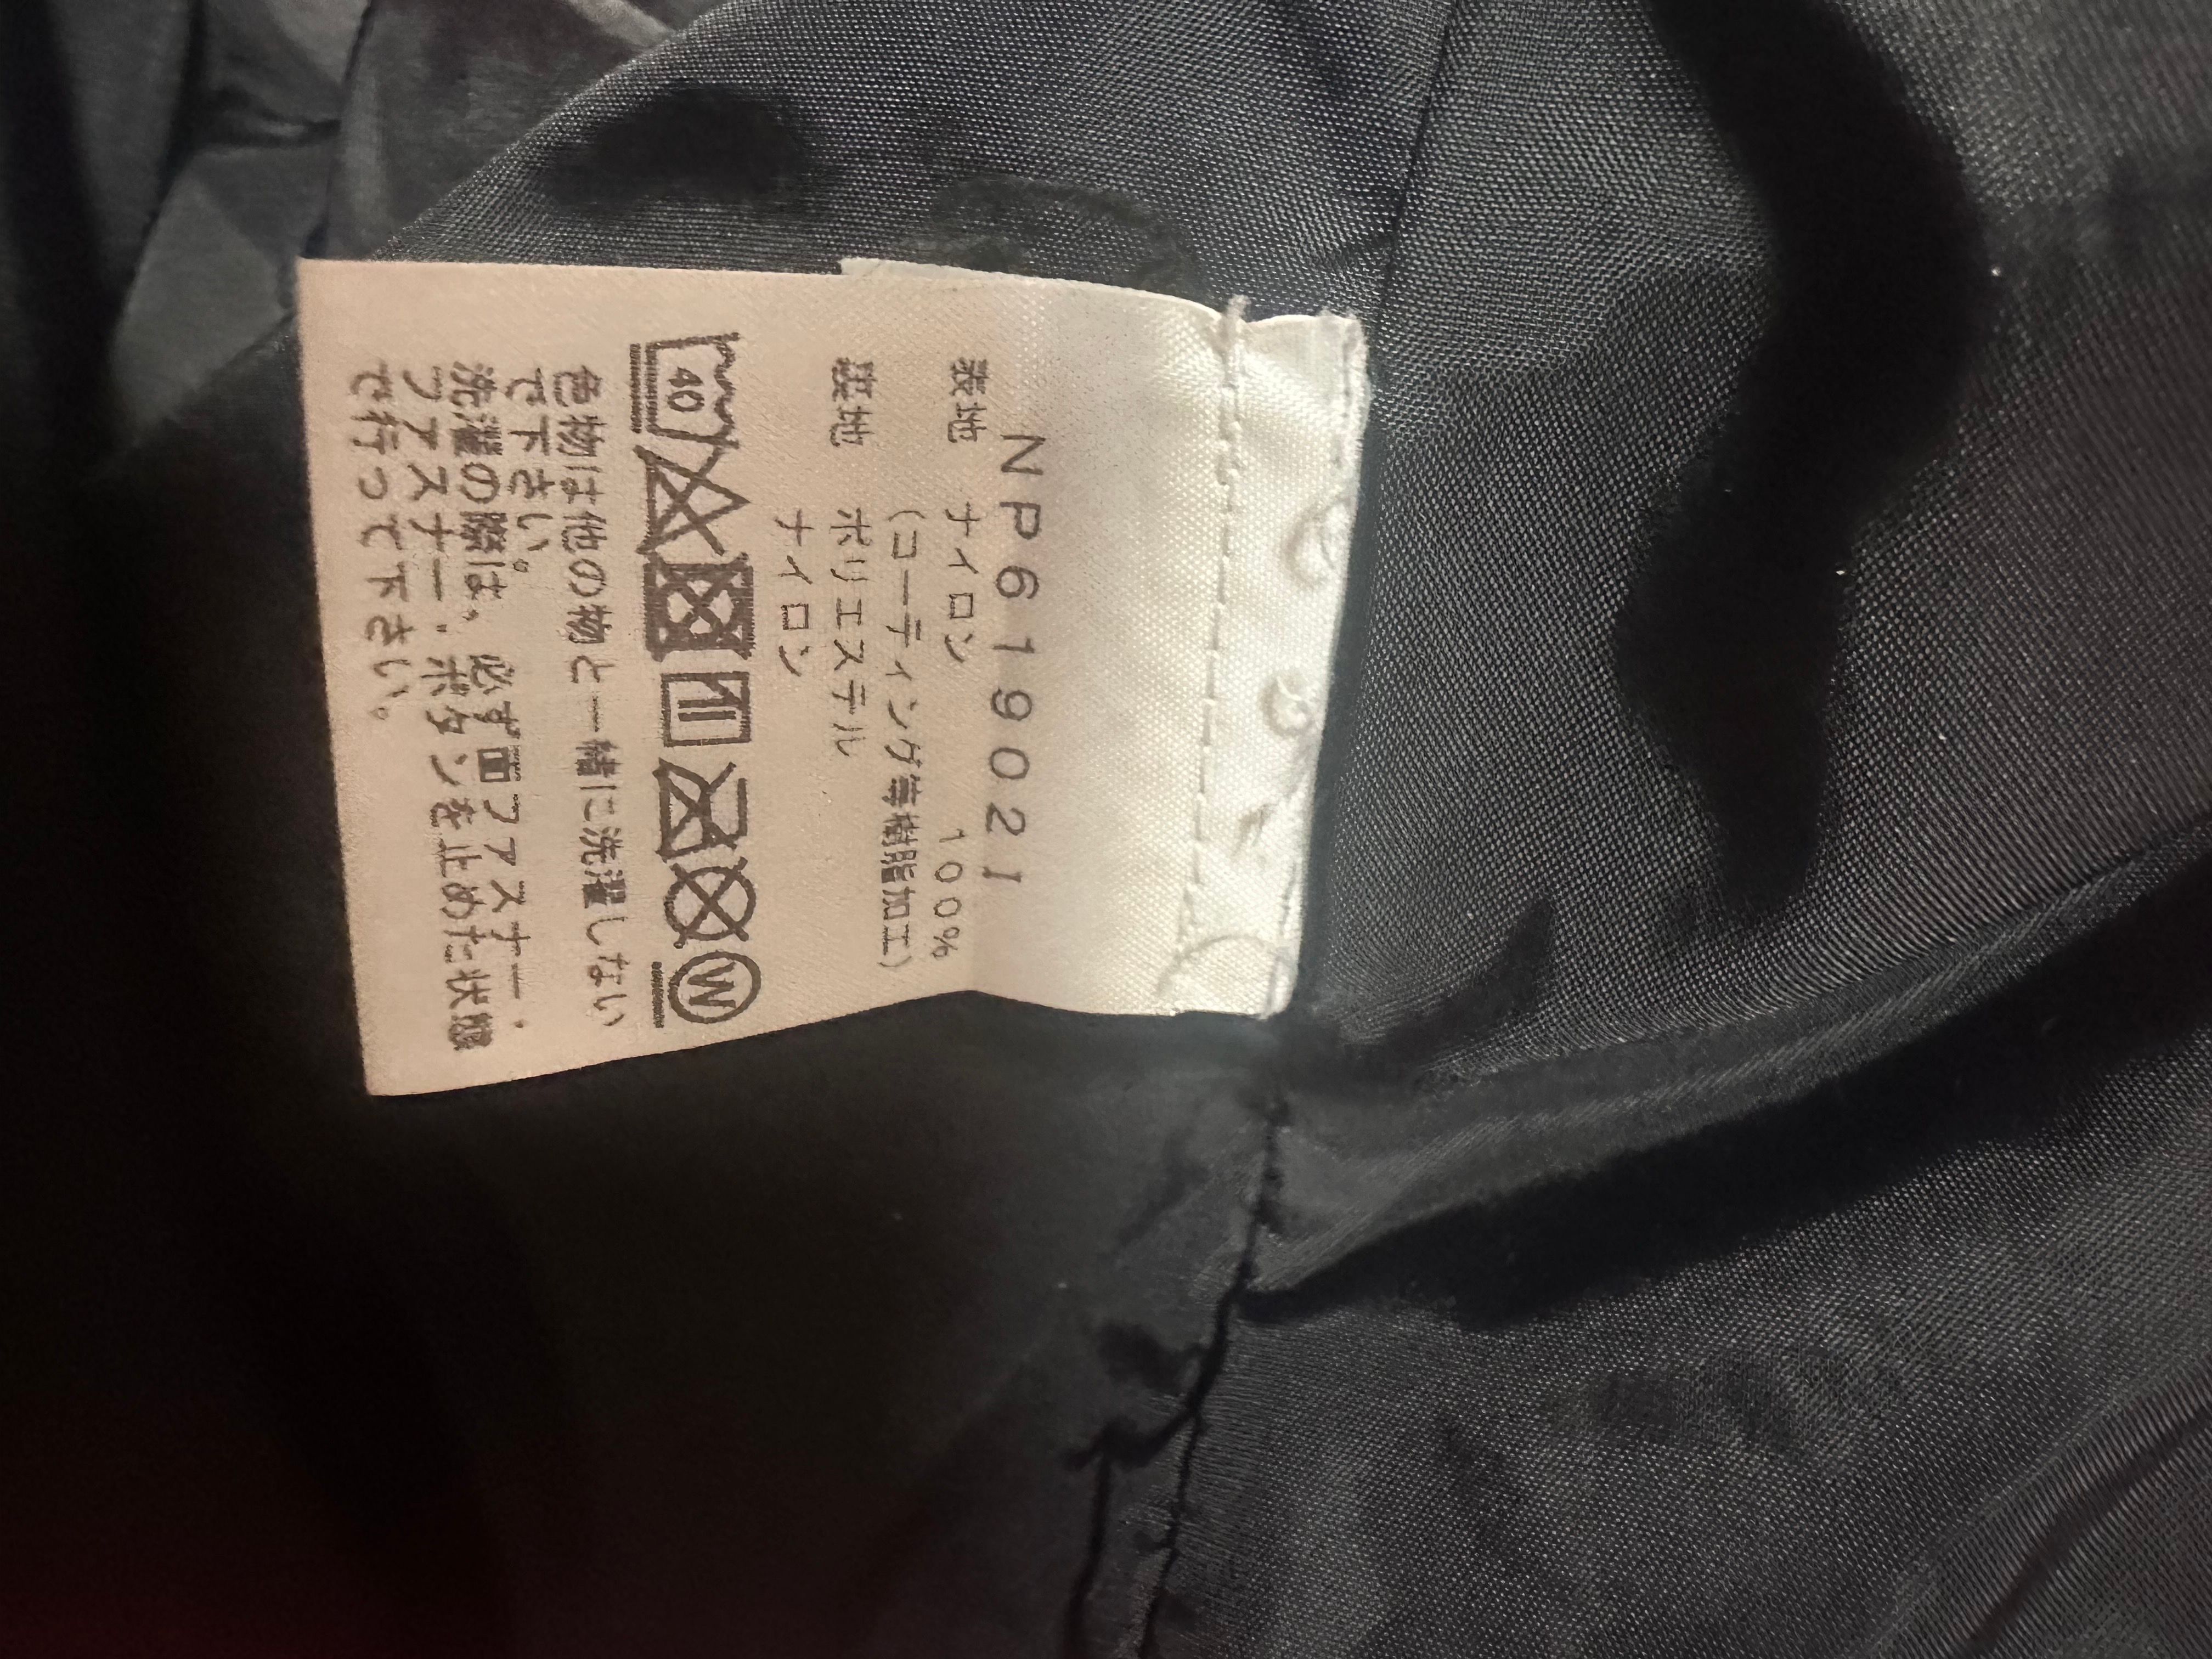 NP61902I
表地 ナイロン 100%
(コーティング等樹脂加工)
裏地 ポリエステル
ナイロン
40
W
色物は他の物と一緒に洗濯しない
で下さい。
洗濯の際は、必ず面ファスナー・
ファスナー・ボタンを止めた状態
で行って下さい。